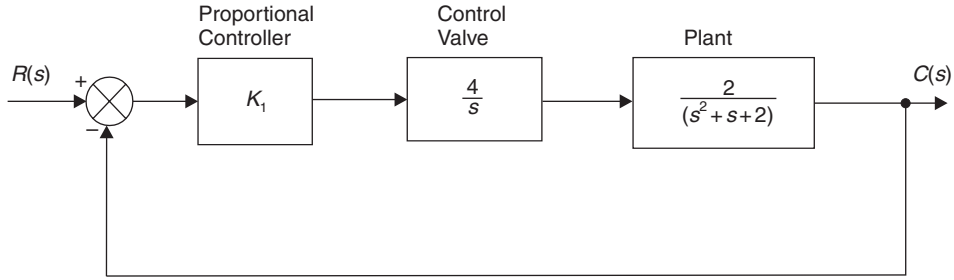 Proportional
Controller
Control
Valve
Plant
R(s)
+
−
K₁
4
s
2
(s² + s + 2)
C(s)